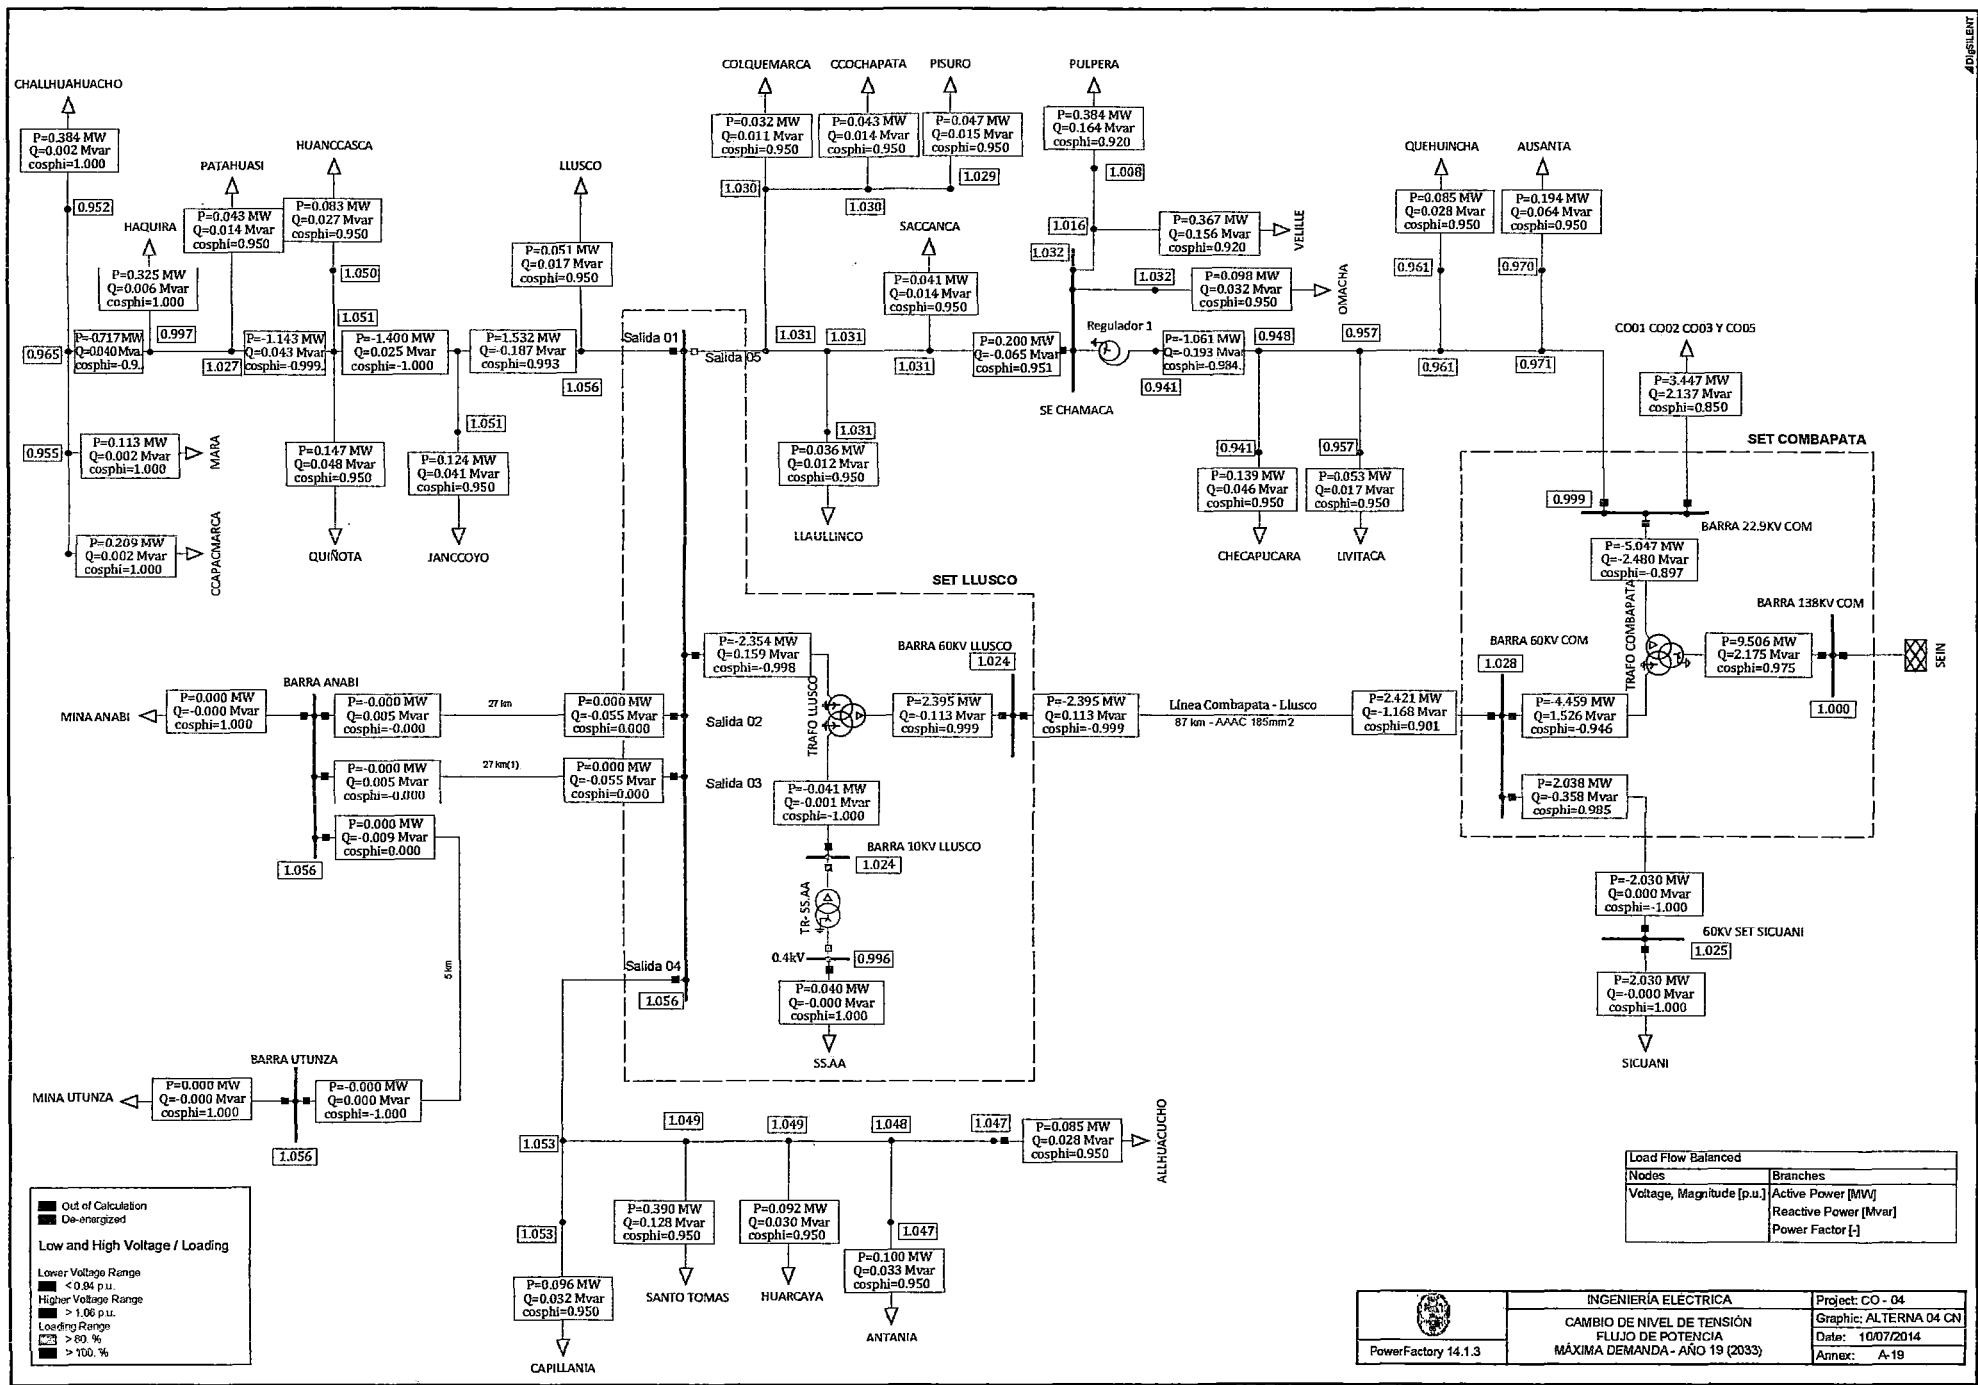 DIgSILENT
CHALLHUAHUACHO
P=0.384 MW
Q=0.002 Mvar
cosphi=1.000
0.952
HAQUIRA
P=0.325 MW
Q=0.006 Mvar
cosphi=1.000
0.997
PATAHUASI
P=0.043 MW
Q=0.014 Mvar
cosphi=0.950
HUANCCASCA
P=0.083 MW
Q=0.027 Mvar
cosphi=0.950
1.050
0.965
P=-0.717 MW
Q=0.040 Mva.
cosphi=-0.9.
1.027
P=-1.143 MW
Q=0.043 Mvar
cosphi=-0.999.
1.051
P=-1.400 MW
Q=0.025 Mvar
cosphi=-1.000
LLUSCO
P=0.051 MW
Q=0.017 Mvar
cosphi=0.950
P=1.532 MW
Q=-0.187 Mvar
cosphi=0.993
1.056
0.955
P=0.113 MW
Q=0.002 Mvar
cosphi=1.000
MARA
P=0.209 MW
Q=0.002 Mvar
cosphi=1.000
CCAPACMARCA
P=0.147 MW
Q=0.048 Mvar
cosphi=0.950
QUIÑOTA
1.051
P=0.124 MW
Q=0.041 Mvar
cosphi=0.950
JANCCOYO
COLQUEMARCA
P=0.032 MW
Q=0.011 Mvar
cosphi=0.950
1.030
CCOCHAPATA
P=0.043 MW
Q=0.014 Mvar
cosphi=0.950
1.030
PISURO
P=0.047 MW
Q=0.015 Mvar
cosphi=0.950
1.029
SACCANCA
P=0.041 MW
Q=0.014 Mvar
cosphi=0.950
Salida 01
Salida 05
1.031
1.031
1.031
P=0.200 MW
Q=-0.065 Mvar
cosphi=0.951
1.031
P=0.036 MW
Q=0.012 Mvar
cosphi=0.950
LLAULLINCO
PULPERA
P=0.384 MW
Q=0.164 Mvar
cosphi=0.920
1.008
1.016
P=0.367 MW
Q=0.156 Mvar
cosphi=0.920
VELILLE
1.032
1.032
P=0.098 MW
Q=0.032 Mvar
cosphi=0.950
OMACHA
Regulador 1
P=-1.061 MW
Q=-0.193 Mva
cosphi=-0.984.
0.941
SE CHAMACA
0.948
0.957
QUEHUINCHA
P=0.085 MW
Q=0.028 Mvar
cosphi=0.950
0.961
0.961
AUSANTA
P=0.194 MW
Q=0.064 Mvar
cosphi=0.950
0.970
0.971
0.941
P=0.139 MW
Q=0.046 Mvar
cosphi=0.950
CHECAPUCARA
0.957
P=0.053 MW
Q=0.017 Mvar
cosphi=0.950
LIVITACA
CO01 CO02 CO03 Y CO05
P=3.447 MW
Q=2.137 Mvar
cosphi=0.850
SET COMBAPATA
0.999
BARRA 22.9KV COM
P=-5.047 MW
Q=-2.480 Mvar
cosphi=-0.897
TRAFO COMBAPATA
BARRA 138KV COM
P=9.506 MW
Q=2.175 Mvar
cosphi=0.975
1.000
SEIN
BARRA 60KV COM
1.028
P=-4.459 MW
Q=1.526 Mvar
cosphi=-0.946
P=2.038 MW
Q=-0.358 Mvar
cosphi=0.985
P=-2.030 MW
Q=0.000 Mvar
cosphi=-1.000
60KV SET SICUANI
1.025
P=2.030 MW
Q=-0.000 Mvar
cosphi=1.000
SICUANI
SET LLUSCO
P=-2.354 MW
Q=0.159 Mvar
cosphi=-0.998
TRAFO LLUSCO
BARRA 60KV LLUSCO
1.024
P=2.395 MW
Q=-0.113 Mvar
cosphi=0.999
P=-2.395 MW
Q=0.113 Mvar
cosphi=-0.999
Línea Combapata - Llusco
87 km - AAAC 185mm2
P=2.421 MW
Q=-1.168 Mvar
cosphi=0.901
P=-0.041 MW
Q=-0.001 Mvar
cosphi=-1.000
BARRA 10KV LLUSCO
1.024
TR- SS.AA
0.4kV
0.996
P=0.040 MW
Q=-0.000 Mvar
cosphi=1.000
SS.AA
MINA ANABI
P=0.000 MW
Q=-0.000 Mvar
cosphi=1.000
BARRA ANABI
P=-0.000 MW
Q=0.005 Mvar
cosphi=-0.000
27 km
P=0.000 MW
Q=-0.055 Mvar
cosphi=0.000
Salida 02
P=-0.000 MW
Q=0.005 Mvar
cosphi=-0.000
27 km(1)
P=0.000 MW
Q=-0.055 Mvar
cosphi=0.000
Salida 03
P=0.000 MW
Q=-0.009 Mvar
cosphi=0.000
1.056
5 km
Salida 04
1.056
BARRA UTUNZA
MINA UTUNZA
P=0.000 MW
Q=-0.000 Mvar
cosphi=1.000
P=-0.000 MW
Q=0.000 Mvar
cosphi=-1.000
1.056
1.053
1.049
1.049
1.048
1.047
P=0.085 MW
Q=0.028 Mvar
cosphi=0.950
ALLHUACUCHO
1.053
P=0.096 MW
Q=0.032 Mvar
cosphi=0.950
CAPILLANIA
P=0.390 MW
Q=0.128 Mvar
cosphi=0.950
SANTO TOMAS
P=0.092 MW
Q=0.030 Mvar
cosphi=0.950
HUARCAYA
1.047
P=0.100 MW
Q=0.033 Mvar
cosphi=0.950
ANTANIA
Out of Calculation
De-energized
Low and High Voltage / Loading
Lower Voltage Range
< 0.94 p.u.
Higher Voltage Range
> 1.06 p.u.
Loading Range
> 80. %
> 100. %
Load Flow Balanced
Nodes
Branches
Voltage, Magnitude [p.u.]
Active Power [MW]
Reactive Power [Mvar]
Power Factor [-]
PowerFactory 14.1.3
INGENIERÍA ELÉCTRICA
CAMBIO DE NIVEL DE TENSIÓN
FLUJO DE POTENCIA
MÁXIMA DEMANDA - AÑO 19 (2033)
Project: CO - 04
Graphic: ALTERNA 04 CN
Date: 10/07/2014
Annex: A-19